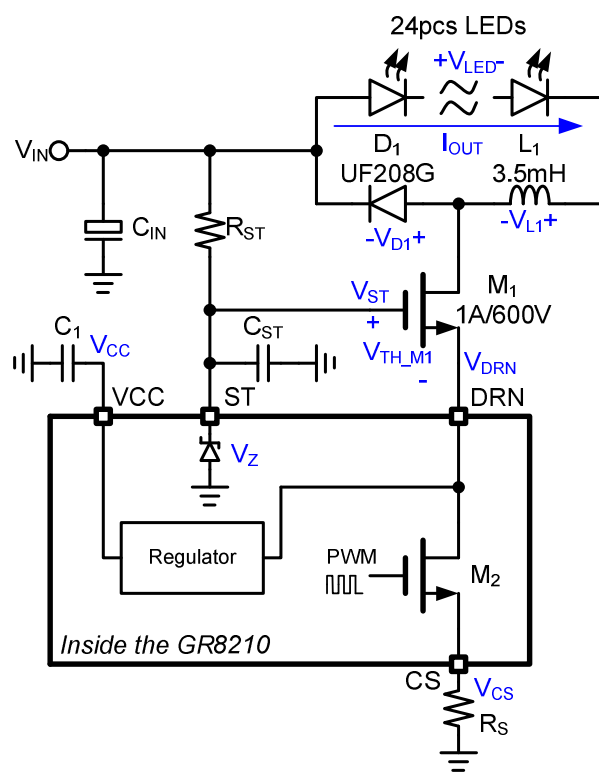 24pcs LEDs
+VLED-
VIN
D1
IOUT
L1
UF208G
3.5mH
CIN
RST
-VD1+
-VL1+
VST
M1
1A/600V
+
C1
VCC
CST
VTH_M1
VDRN
-
VCC
ST
DRN
VZ
Regulator
PWM
M2
Inside the GR8210
CS
VCS
RS